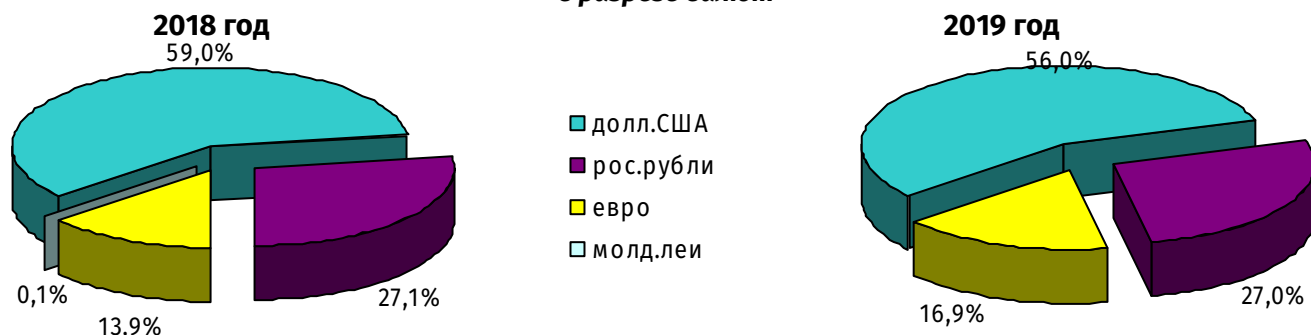 2018 год
59,0%
0,1%
13,9%
27,1%
долл.США
рос.рубли
евро
молд.леи
2019 год
56,0%
16,9%
27,0%